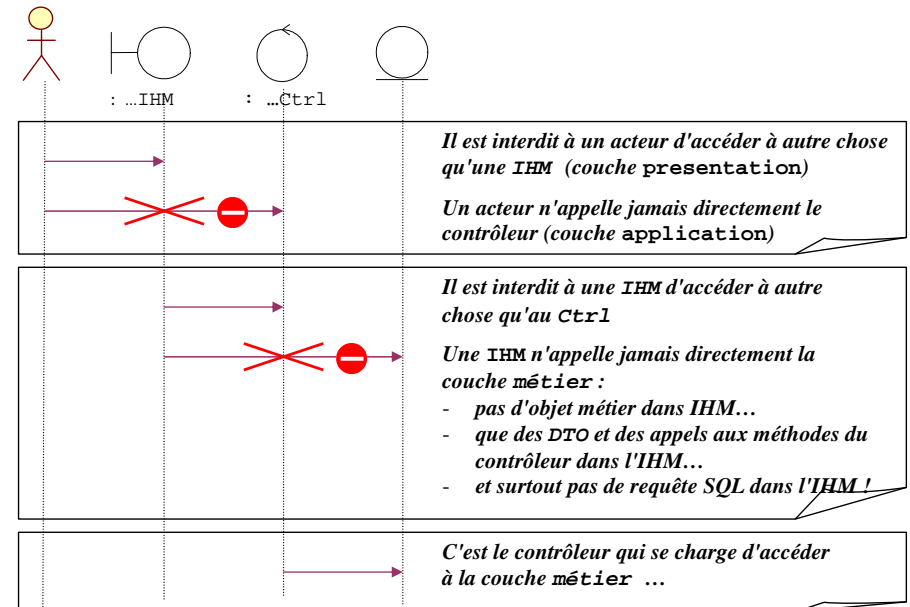 : …IHM : …Ctrl
Il est interdit à un acteur d'accéder à autre chose
qu'une IHM (couche presentation)
Un acteur n'appelle jamais directement le
contrôleur (couche application)
Il est interdit à une IHM d'accéder à autre
chose qu'au Ctrl
Une IHM n'appelle jamais directement la
couche métier :
- pas d'objet métier dans IHM…
- que des DTO et des appels aux méthodes du
contrôleur dans l'IHM…
- et surtout pas de requête SQL dans l'IHM !
C'est le contrôleur qui se charge d'accéder
à la couche métier …